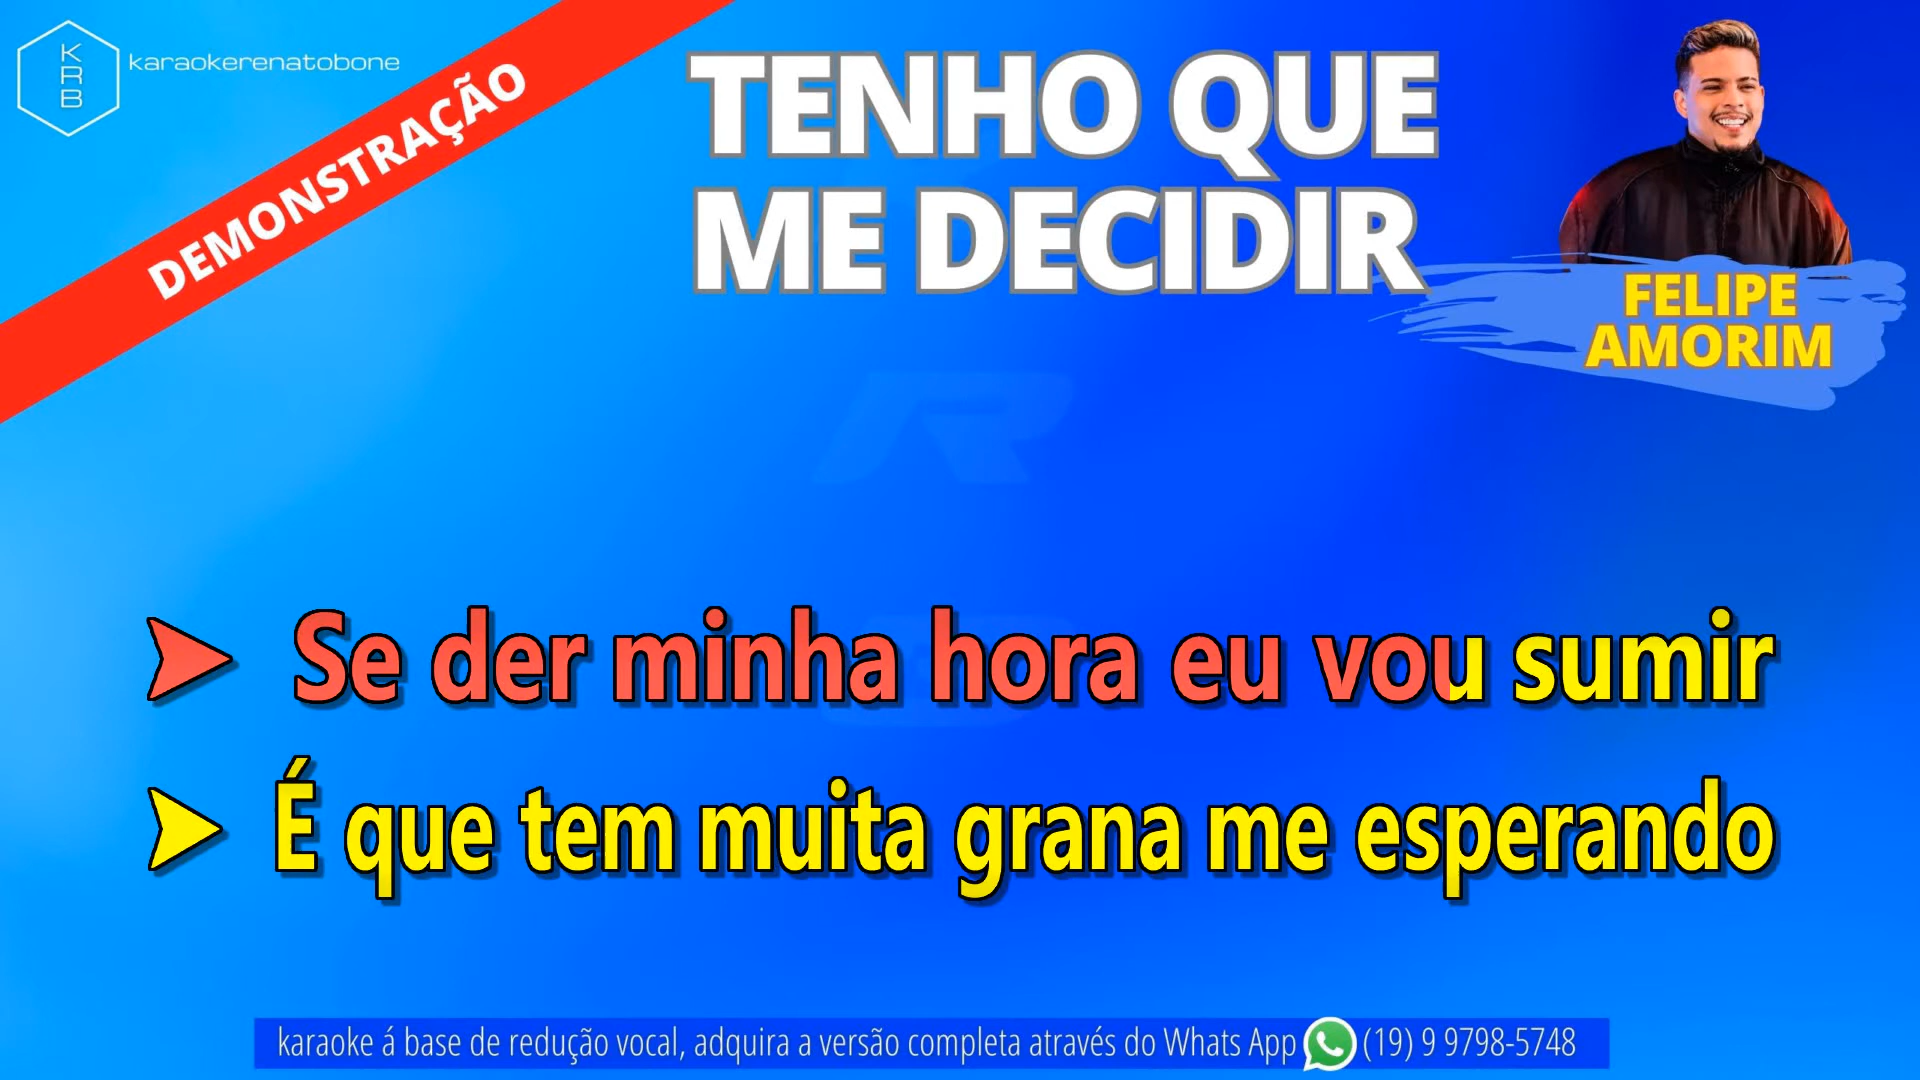 KRB
karaokerenatobone
DEMONSTRAÇÃO
TENHO QUE
ME DECIDIR
FELIPE
AMORIM
➤ Se der minha hora eu vou sumir
➤ É que tem muita grana me esperando
karaoke á base de redução vocal, adquira a versão completa através do Whats App (19) 9 9798-5748